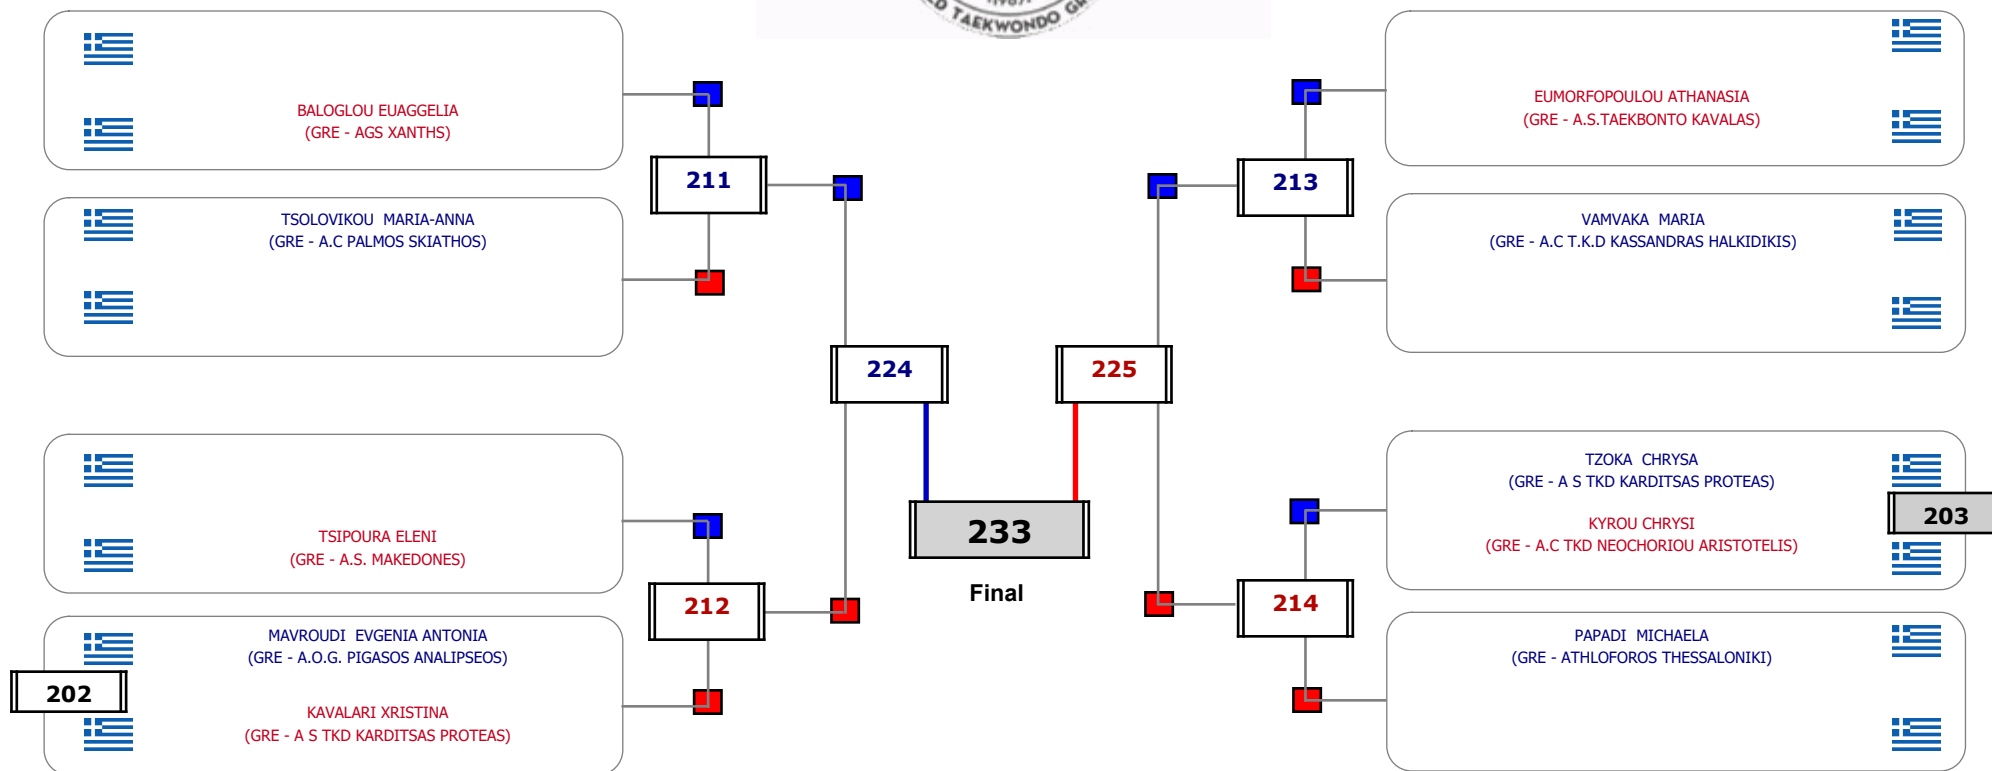 TAEKWONDO
BALOGLOU EUAGGELIA
(GRE - AGS XANTHS)
TSOLOVIKOU MARIA-ANNA
(GRE - A.C PALMOS SKIATHOS)
211
TSIPOURA ELENI
(GRE - A.S. MAKEDONES)
MAVROUDI EVGENIA ANTONIA
(GRE - A.O.G. PIGASOS ANALIPSEOS)
202
KAVALARI XRISTINA
(GRE - A S TKD KARDITSAS PROTEAS)
212
224
225
233
Final
EUMORFOPOULOU ATHANASIA
(GRE - A.S.TAEKBONTO KAVALAS)
213
VAMVAKA MARIA
(GRE - A.C T.K.D KASSANDRAS HALKIDIKIS)
TZOKA CHRYSA
(GRE - A S TKD KARDITSAS PROTEAS)
203
KYROU CHRYSI
(GRE - A.C TKD NEOCHORIOU ARISTOTELIS)
214
PAPADI MICHAELA
(GRE - ATHLOFOROS THESSALONIKI)